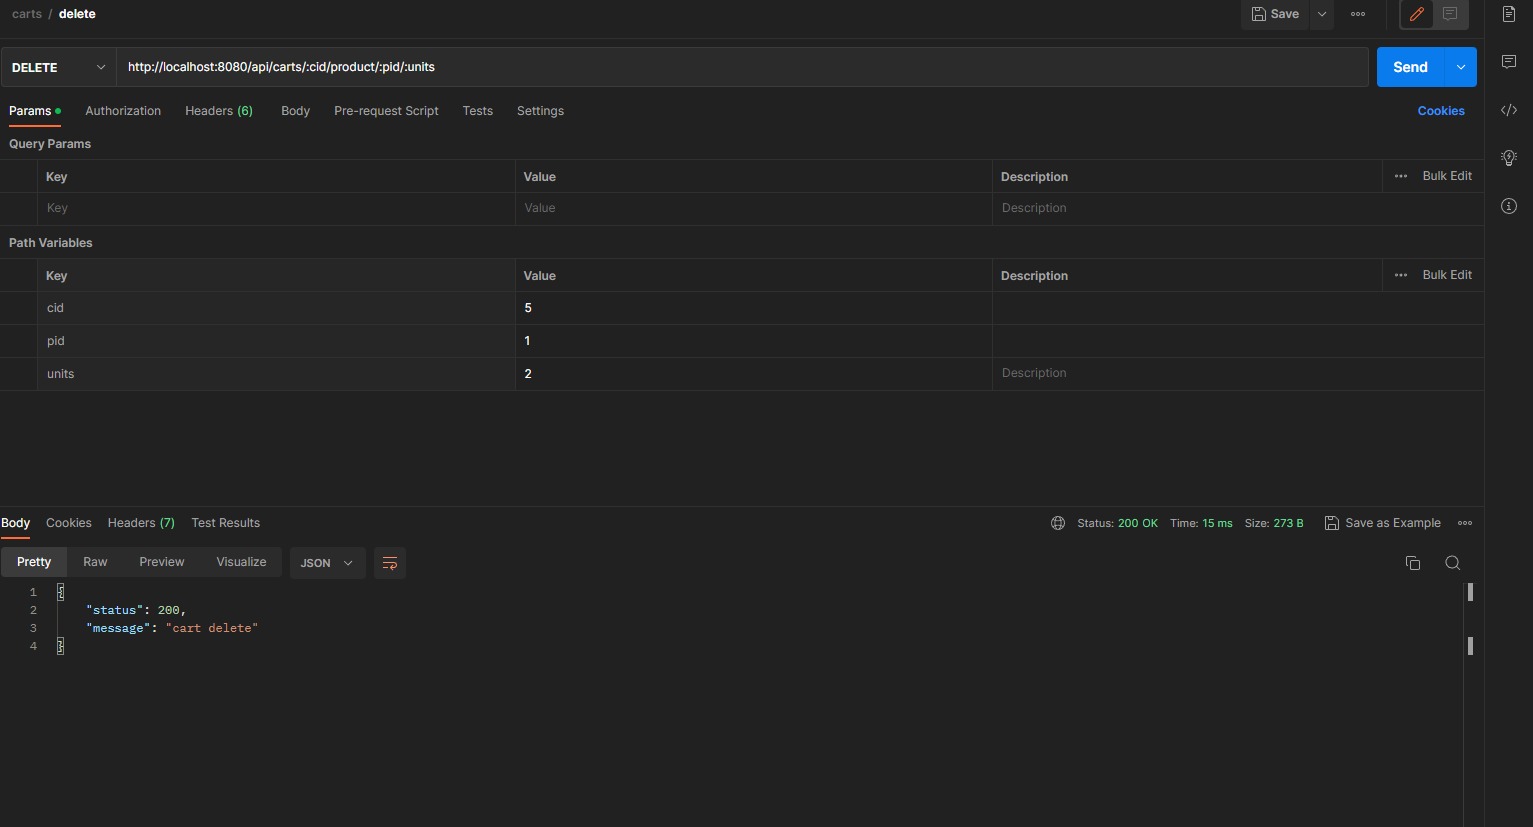 carts / delete
Save
DELETE
http://localhost:8080/api/carts/:cid/product/:pid/:units
Send
Params
Authorization
Headers (6)
Body
Pre-request Script
Tests
Settings
Cookies
Query Params
Key Value Description Bulk Edit
Key Value Description
Path Variables
Key Value Description Bulk Edit
cid 5
pid 1
units 2 Description
Body Cookies Headers (7) Test Results
Status: 200 OK Time: 15 ms Size: 273 B Save as Example
Pretty Raw Preview Visualize JSON
1 {
2 "status": 200,
3 "message": "cart delete"
4 }